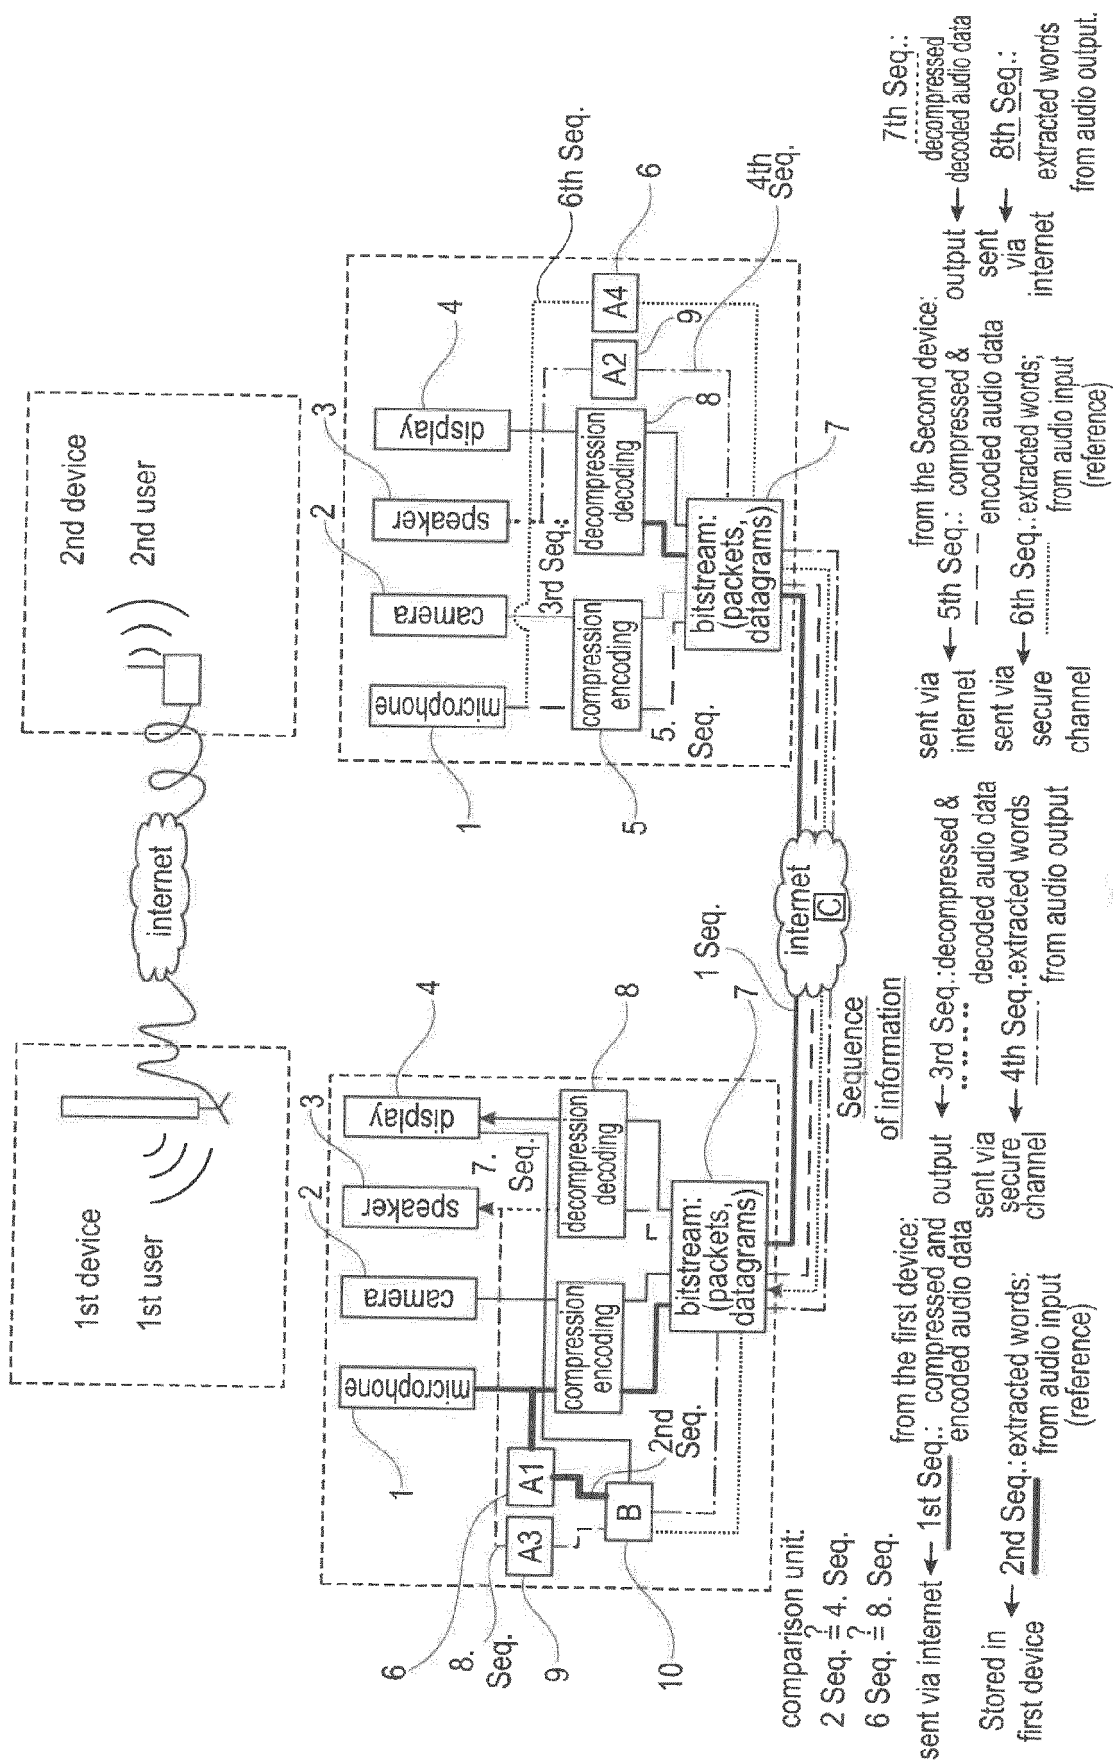 1st device
1st user
internet
2nd device
2nd user
1
2
3
4
microphone
camera
speaker
display
7.
Seq.
6
A1
8.
Seq.
A3
9
compression
encoding
decompression
decoding
8
2nd
Seq.
B
10
bitstream:
(packets,
datagrams)
7
1 Seq.
internet
C
1
2
3
4
microphone
camera
speaker
display
6th Seq.
3rd Seq.
5
compression
encoding
decompression
decoding
8
A2
9
A4
6
5.
Seq.
4th
Seq.
bitstream:
(packets,
datagrams)
7
comparison unit:
2 Seq. ?= 4. Seq.
6 Seq. ?= 8. Seq.
Sequence
of information
from the first device:
sent via internet ← 1st Seq.: compressed and
encoded audio data
Stored in ← 2nd Seq.:extracted words:
first device
from audio input
(reference)
output ← 3rd Seq.:decompressed &
decoded audio data
sent via ← 4th Seq.:extracted words
secure
channel
from audio output
from the Second device:
sent via ← 5th Seq.: compressed &
internet
encoded audio data
sent via ← 6th Seq.:extracted words;
secure
channel
from audio input
(reference)
7th Seq.:
decompressed
output ← decoded audio data
sent ← 8th Seq.:
via
internet
extracted words
from audio output.